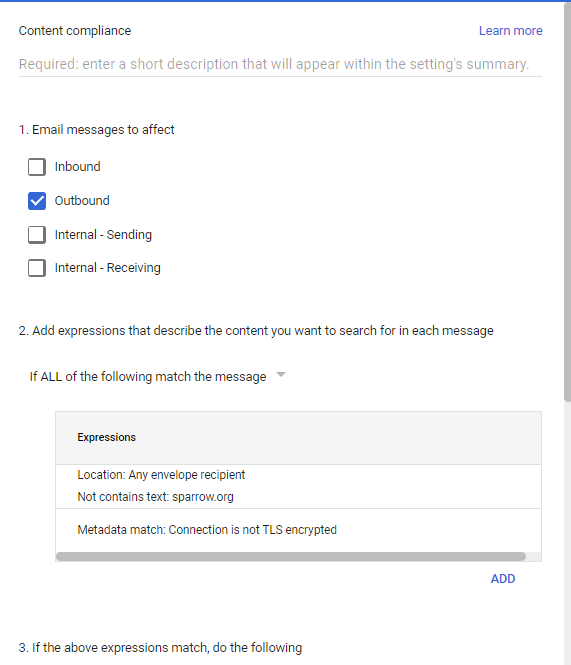 Content compliance
Learn more
Required: enter a short description that will appear within the setting's summary.
1. Email messages to affect
Inbound
Outbound
Internal - Sending
Internal - Receiving
2. Add expressions that describe the content you want to search for in each message
If ALL of the following match the message
Expressions
Location: Any envelope recipient
Not contains text: sparrow.org
Metadata match: Connection is not TLS encrypted
ADD
3. If the above expressions match, do the following